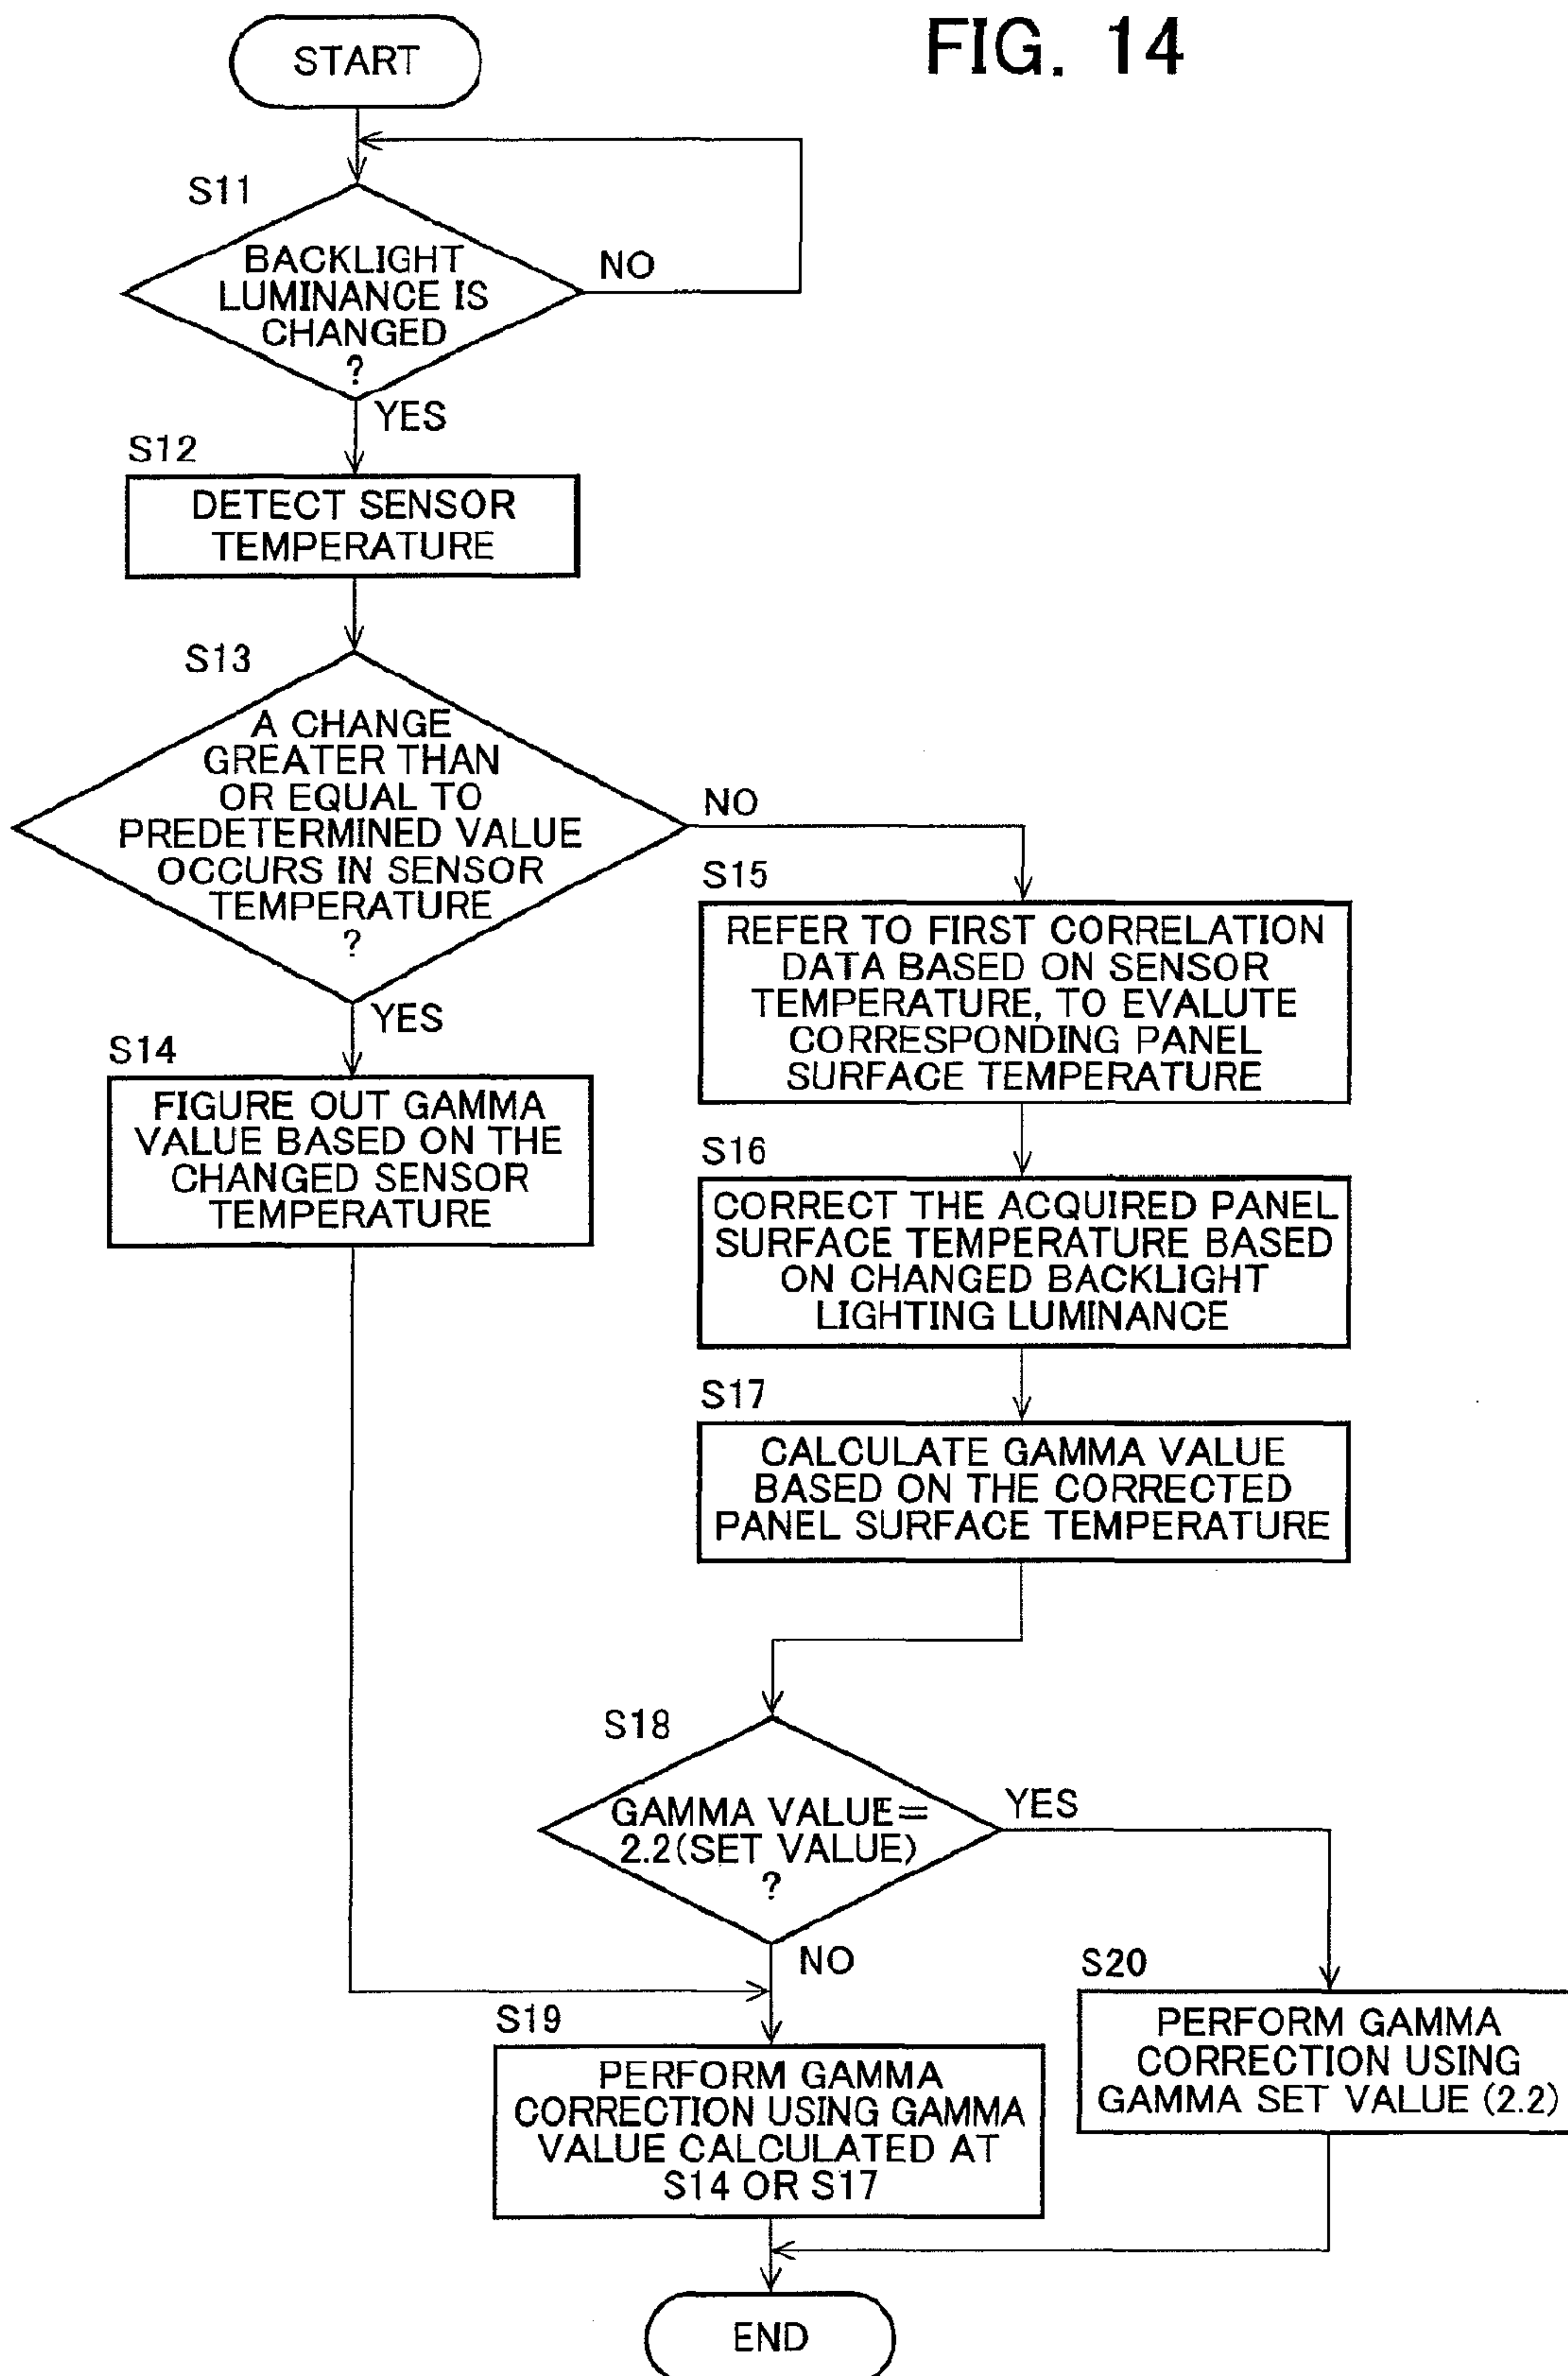 FIG. 14
START
S11
BACKLIGHT
LUMINANCE IS
CHANGED
?
NO
YES
S12
DETECT SENSOR
TEMPERATURE
S13
A CHANGE
GREATER THAN
OR EQUAL TO
PREDETERMINED VALUE
OCCURS IN SENSOR
TEMPERATURE
?
NO
YES
S14
FIGURE OUT GAMMA
VALUE BASED ON THE
CHANGED SENSOR
TEMPERATURE
S15
REFER TO FIRST CORRELATION
DATA BASED ON SENSOR
TEMPERATURE, TO EVALUTE
CORRESPONDING PANEL
SURFACE TEMPERATURE
S16
CORRECT THE ACQUIRED PANEL
SURFACE TEMPERATURE BASED
ON CHANGED BACKLIGHT
LIGHTING LUMINANCE
S17
CALCULATE GAMMA VALUE
BASED ON THE CORRECTED
PANEL SURFACE TEMPERATURE
S18
GAMMA VALUE=
2.2(SET VALUE)
?
YES
NO
S19
PERFORM GAMMA
CORRECTION USING GAMMA
VALUE CALCULATED AT
S14 OR S17
S20
PERFORM GAMMA
CORRECTION USING
GAMMA SET VALUE (2.2)
END